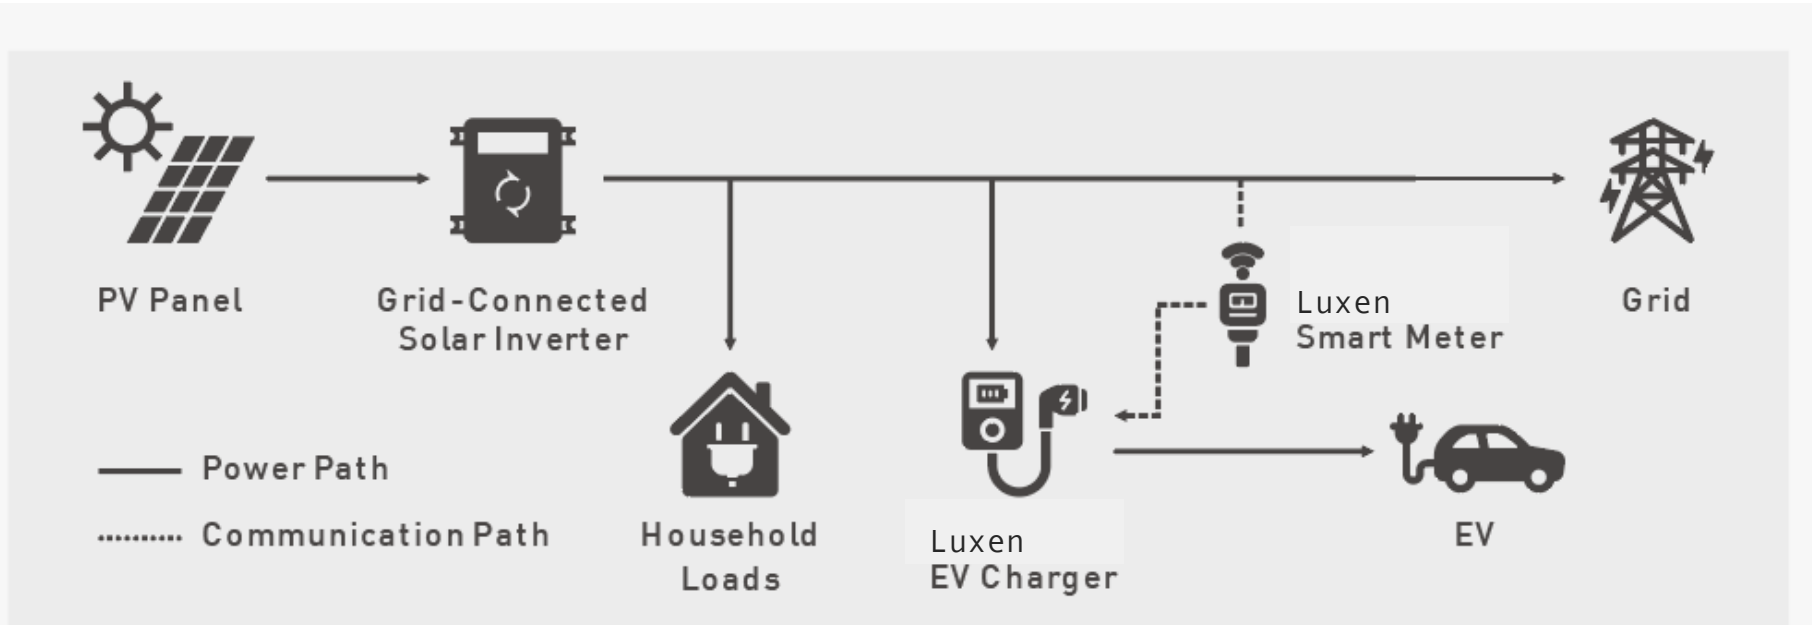 PV Panel
Grid-Connected
Solar Inverter
Luxen
Smart Meter
Grid
Power Path
Communication Path
Household
Loads
Luxen
EV Charger
EV